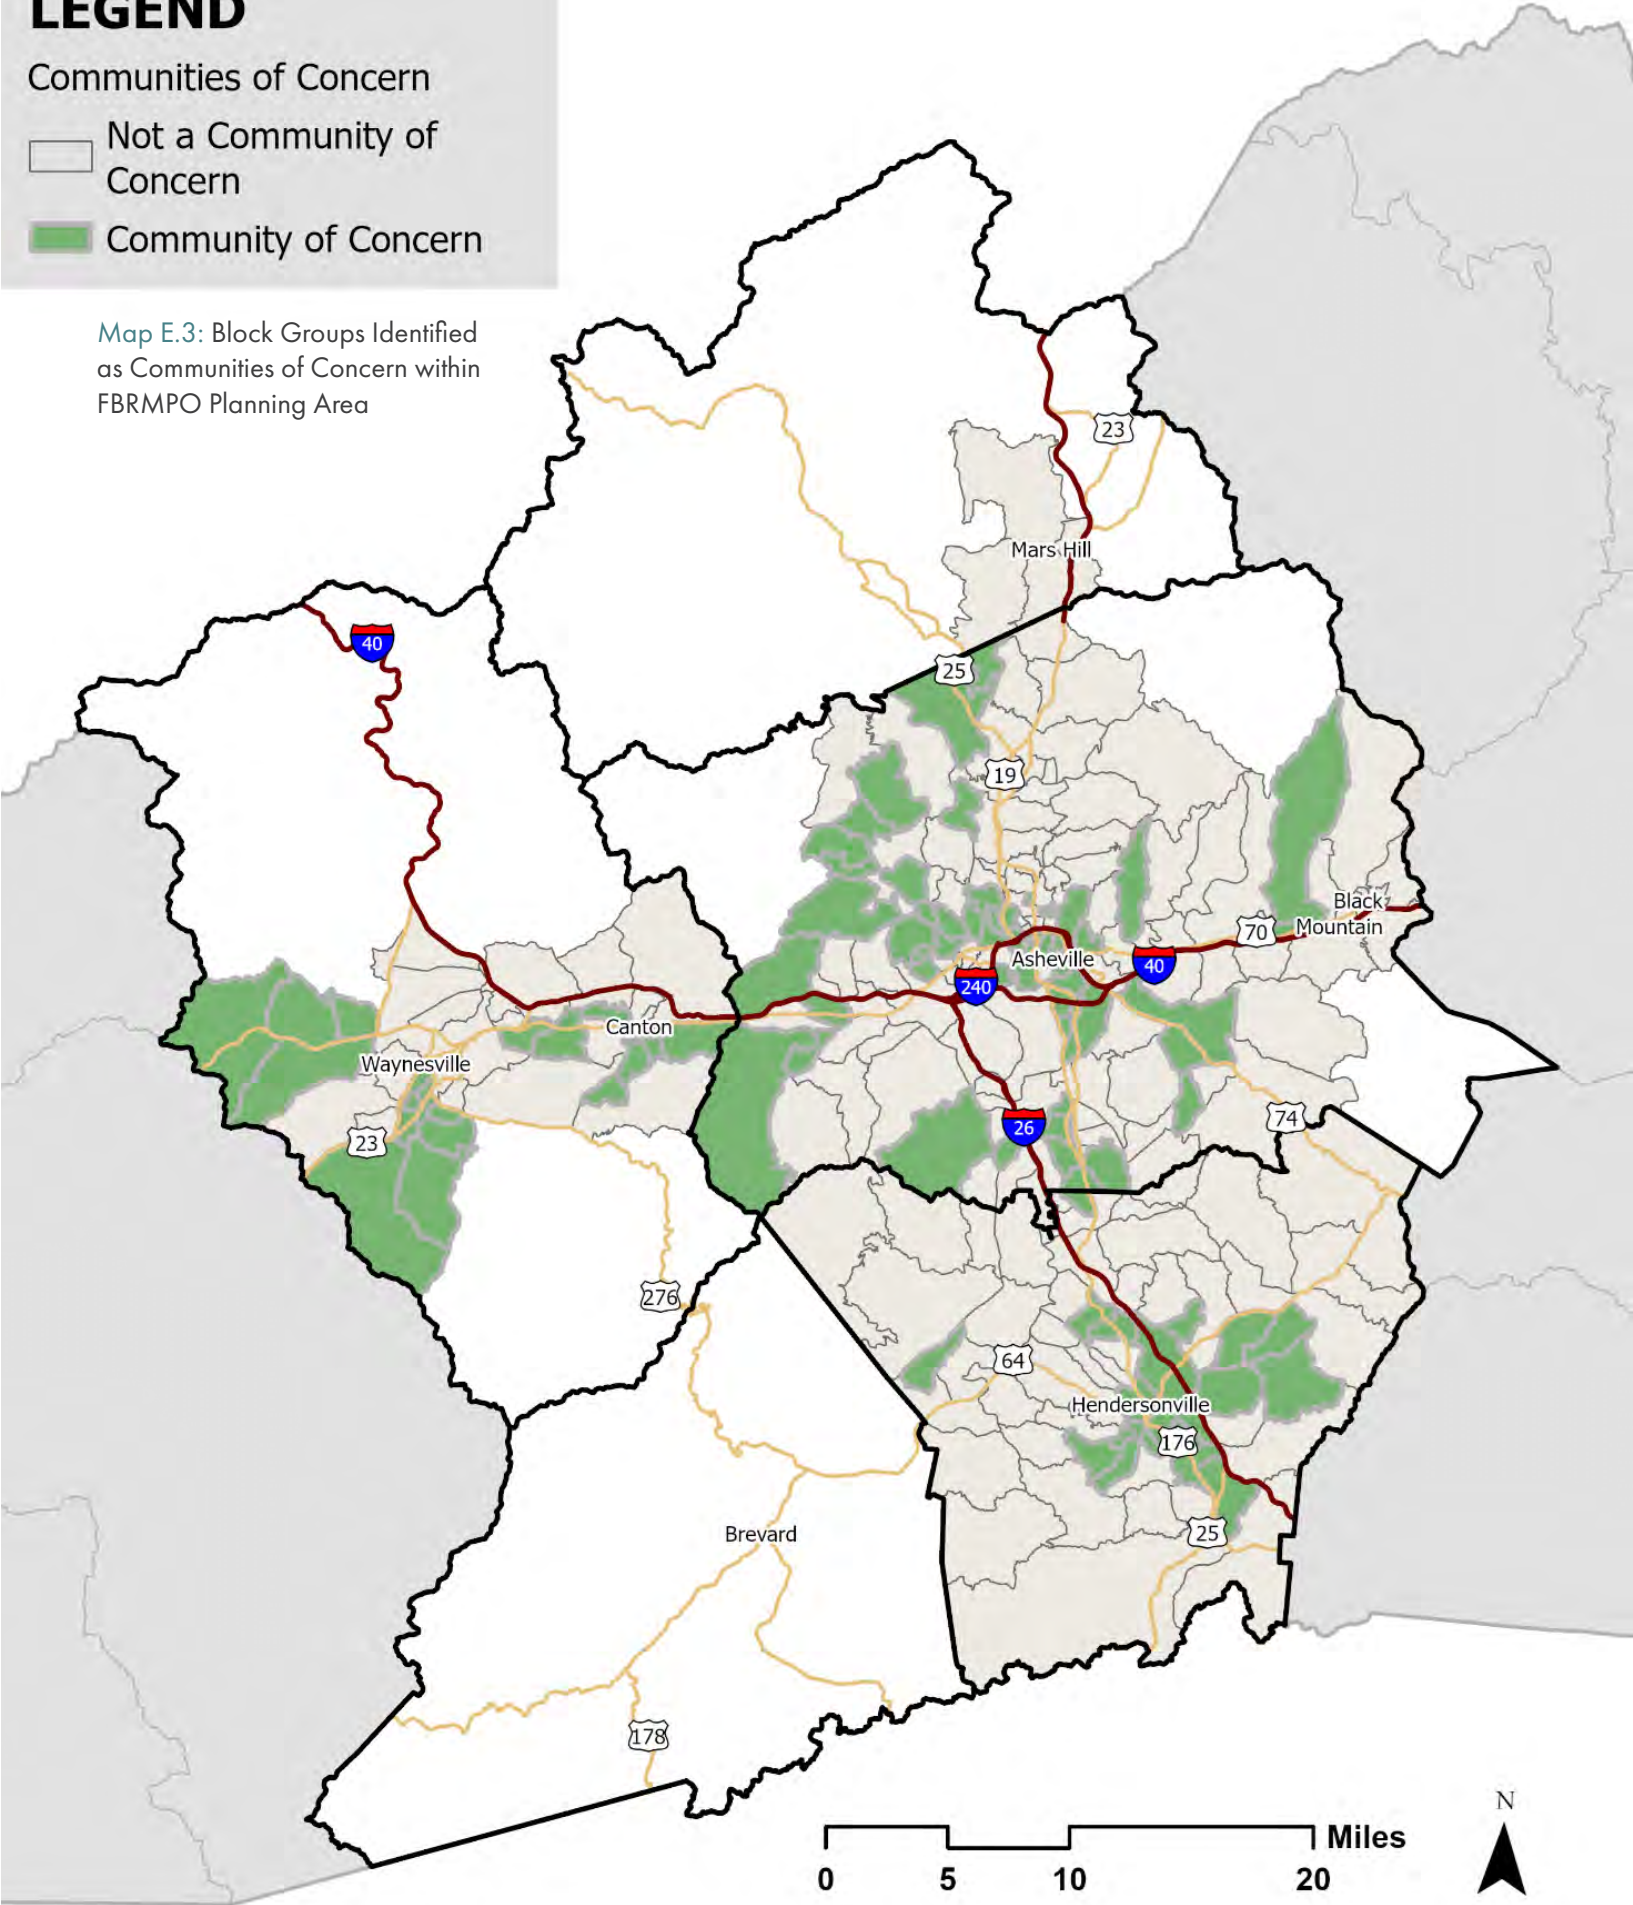 LEGEND
Communities of Concern
Not a Community of
Concern
Community of Concern
Map E.3: Block Groups Identified
as Communities of Concern within
FBRMPO Planning Area
23
Mars Hill
40
25
19
Black
Mountain
70
Asheville
40
240
Canton
Waynesville
23
26
74
276
64
Hendersonville
176
25
Brevard
178
N
Miles
0 5 10 20